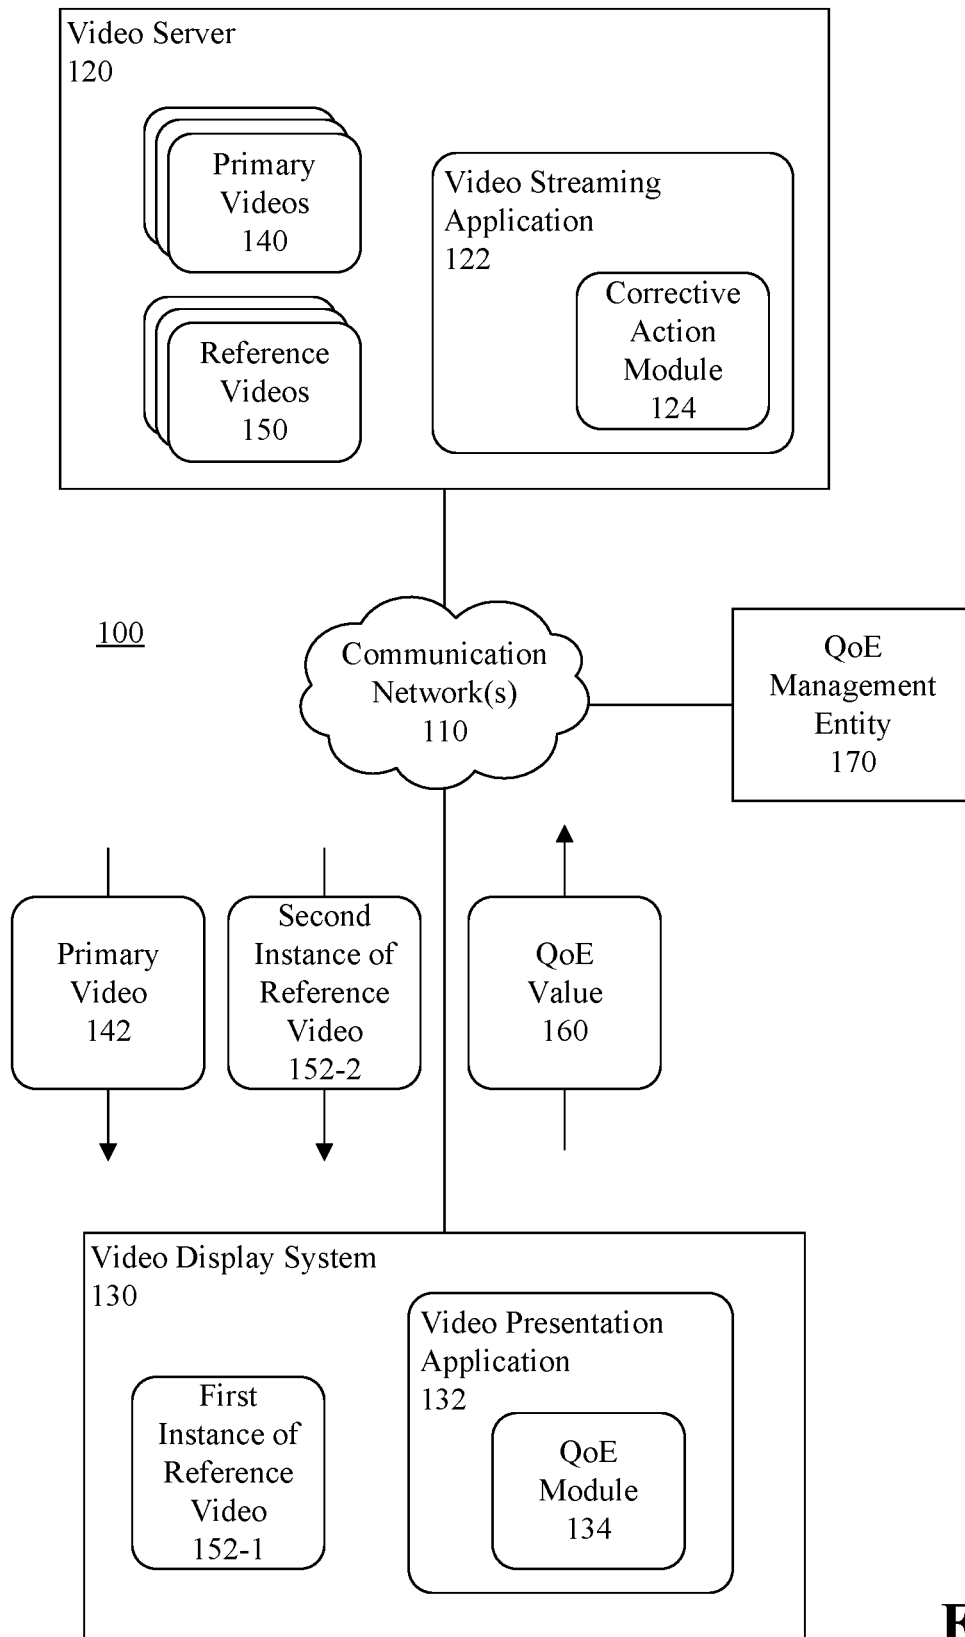 Video Server
120
Primary
Videos
140
Reference
Videos
150
Video Streaming
Application
122
Corrective
Action
Module
124
100
Communication
Network(s)
110
QoE
Management
Entity
170
Primary
Video
142
Second
Instance of
Reference
Video
152-2
QoE
Value
160
Video Display System
130
First
Instance of
Reference
Video
152-1
Video Presentation
Application
132
QoE
Module
134